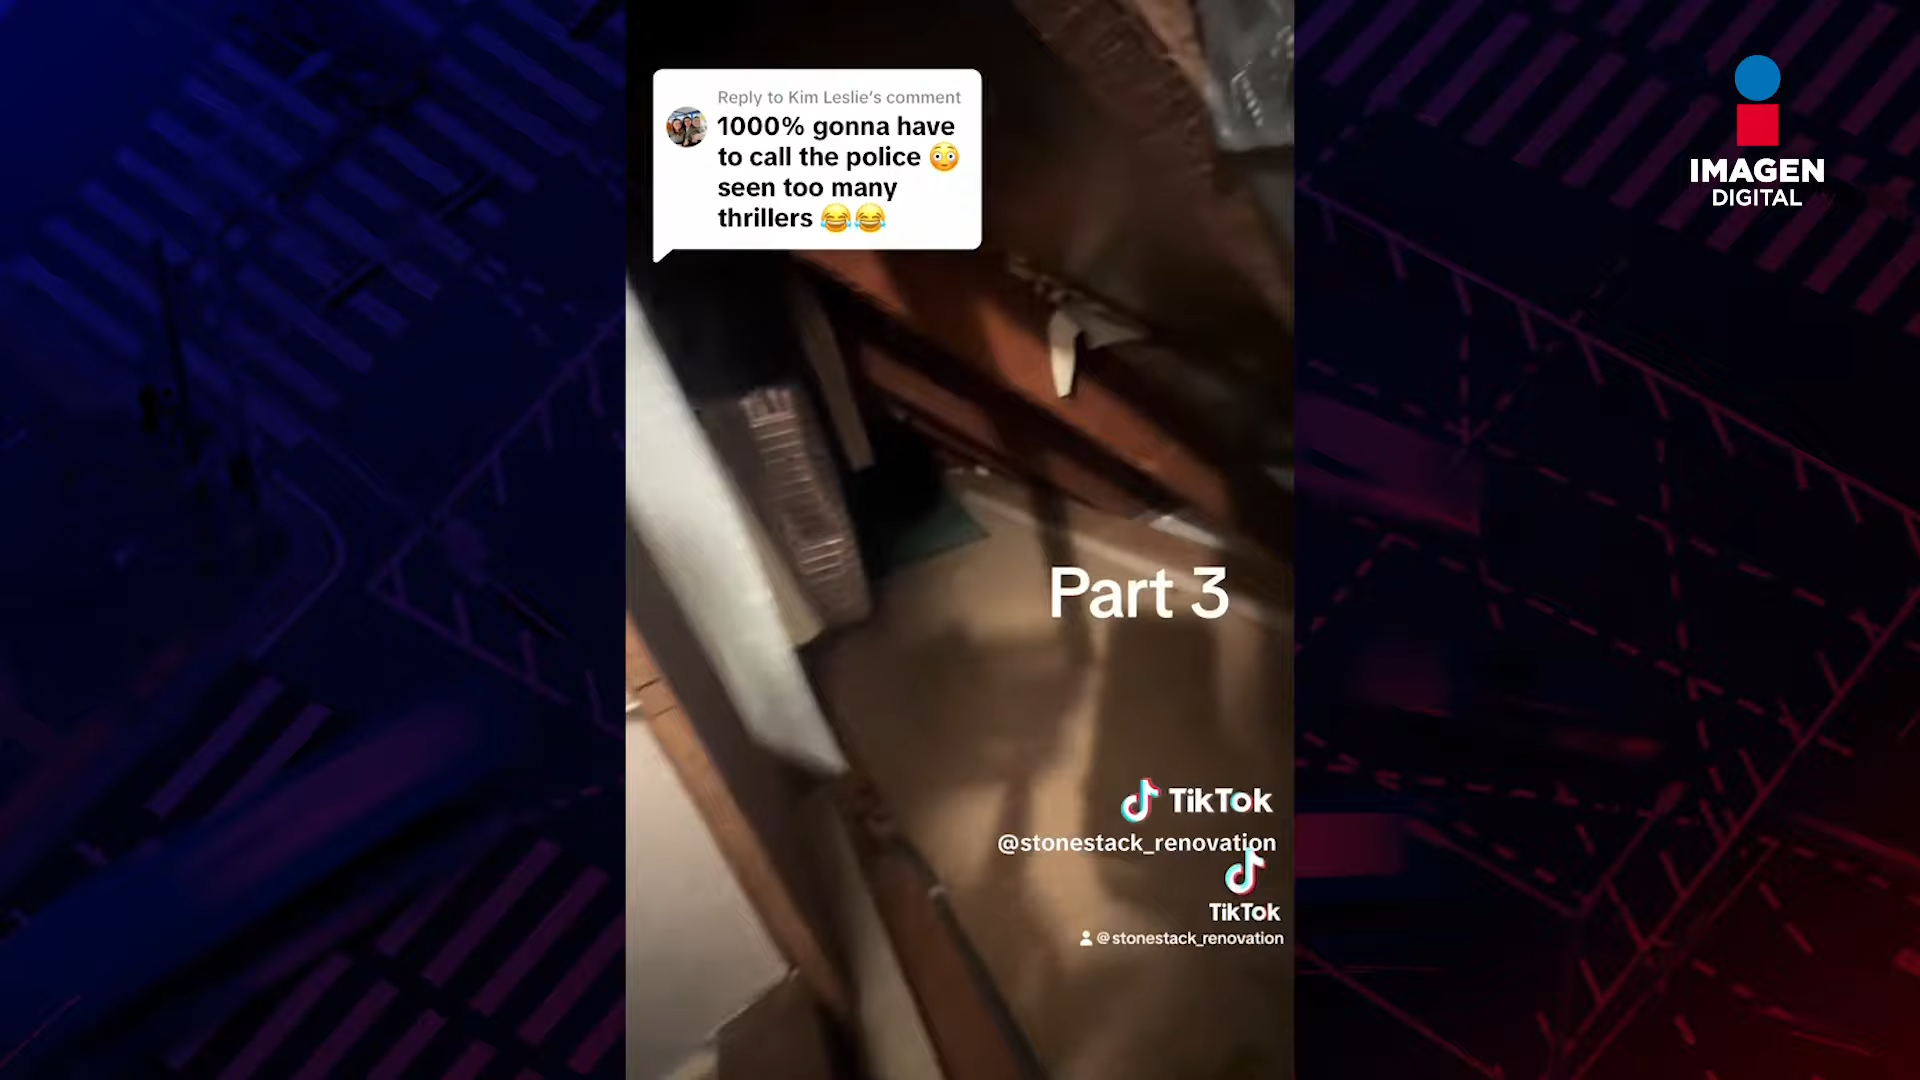 Reply to Kim Leslie’s comment
1000% gonna have
to call the police 😳
seen too many
thrillers 😂😂
IMAGEN
DIGITAL
Part 3
TikTok
@stonestack_renovation
TikTok
@stonestack_renovation